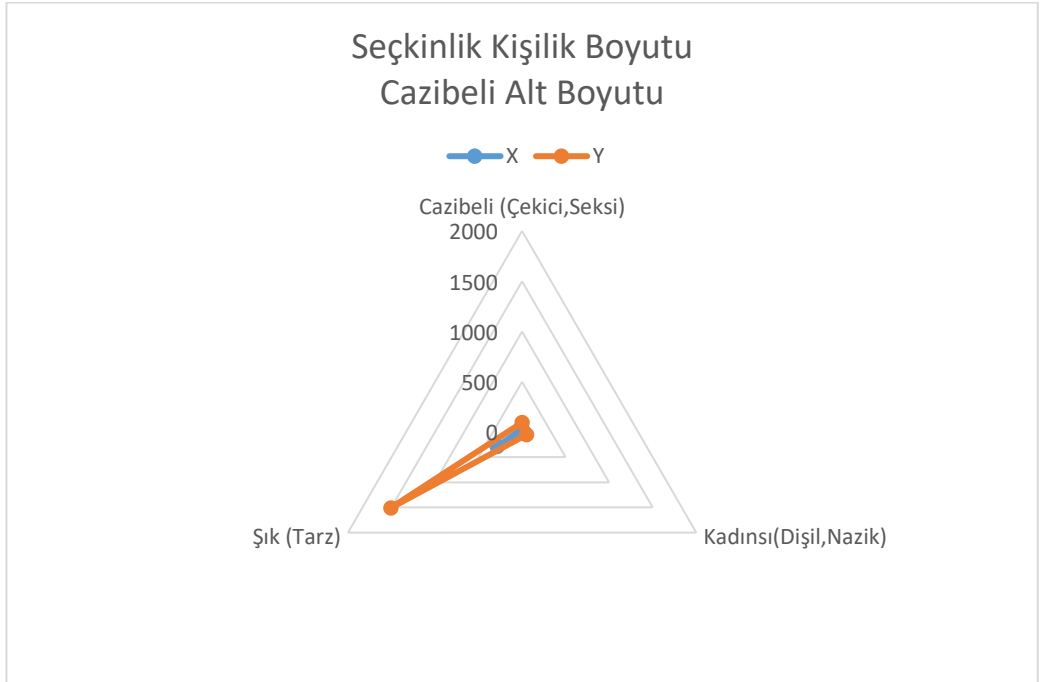 Seçkinlik Kişilik Boyutu
Cazibeli Alt Boyutu
X Y
Cazibeli (Çekici,Seksi)
2000
1500
1000
500
0
Şık (Tarz)
Kadınsı(Dişil,Nazik)